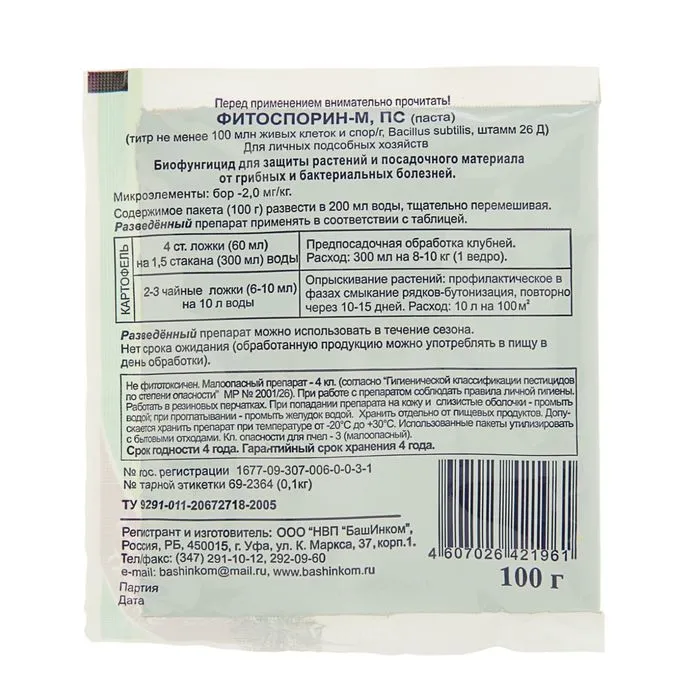 Перед применением внимательно прочитать!
ФИТОСПОРИН-М, ПС (паста)
(титр не менее 100 млн живых клеток и спор/г, Bacillus subtilis, штамм 26 Д)
Для личных подсобных хозяйств
Биофунгицид для защиты растений и посадочного материала
от грибных и бактериальных болезней.
Микроэлементы: бор -2,0 мг/кг.
Содержимое пакета (100 г) развести в 200 мл воды, тщательно перемешивая.
Разведённый препарат применять в соответствии с таблицей.
КАРТОФЕЛЬ
4 ст. ложки (60 мл)
на 1,5 стакана (300 мл) воды
Предпосадочная обработка клубней.
Расход: 300 мл на 8-10 кг (1 ведро).
2-3 чайные ложки (6-10 мл)
на 10 л воды
Опрыскивание растений: профилактическое в
фазах смыкание рядков-бутонизация, повторно
через 10-15 дней. Расход: 10 л на 100 м²
Разведённый препарат можно использовать в течение сезона.
Нет срока ожидания (обработанную продукцию можно употреблять в пищу в
день обработки).
Не фитотоксичен. Малоопасный препарат - 4 кл. (согласно "Гигиенической классификации пестицидов
по степени опасности" МР № 2001/26). При работе с препаратом соблюдать правила личной гигиены.
Работать в резиновых перчатках. При попадании препарата на кожу и слизистые оболочки - промыть
водой; при проглатывании - промыть желудок водой. Хранить отдельно от пищевых продуктов. Допу-
скается хранить препарат при температуре от -20°С до +30°С. Использованные пакеты утилизировать
с бытовыми отходами. Кл. опасности для пчел - 3 (малоопасный).
Срок годности 4 года. Гарантийный срок хранения 4 года.
№ гос. регистрации 1677-09-307-006-0-0-3-1
№ тарной этикетки 69-2364 (0,1кг)
ТУ 9291-011-20672718-2005
Регистрант и изготовитель: ООО "НВП "БашИнком",
Россия, РБ, 450015, г. Уфа, ул. К. Маркса, 37, корп.1.
Тел/факс: (347) 291-10-12, 292-09-60
e-mail: bashinkom@mail.ru, www.bashinkom.ru
Партия
Дата
4 607026 421961
100 г